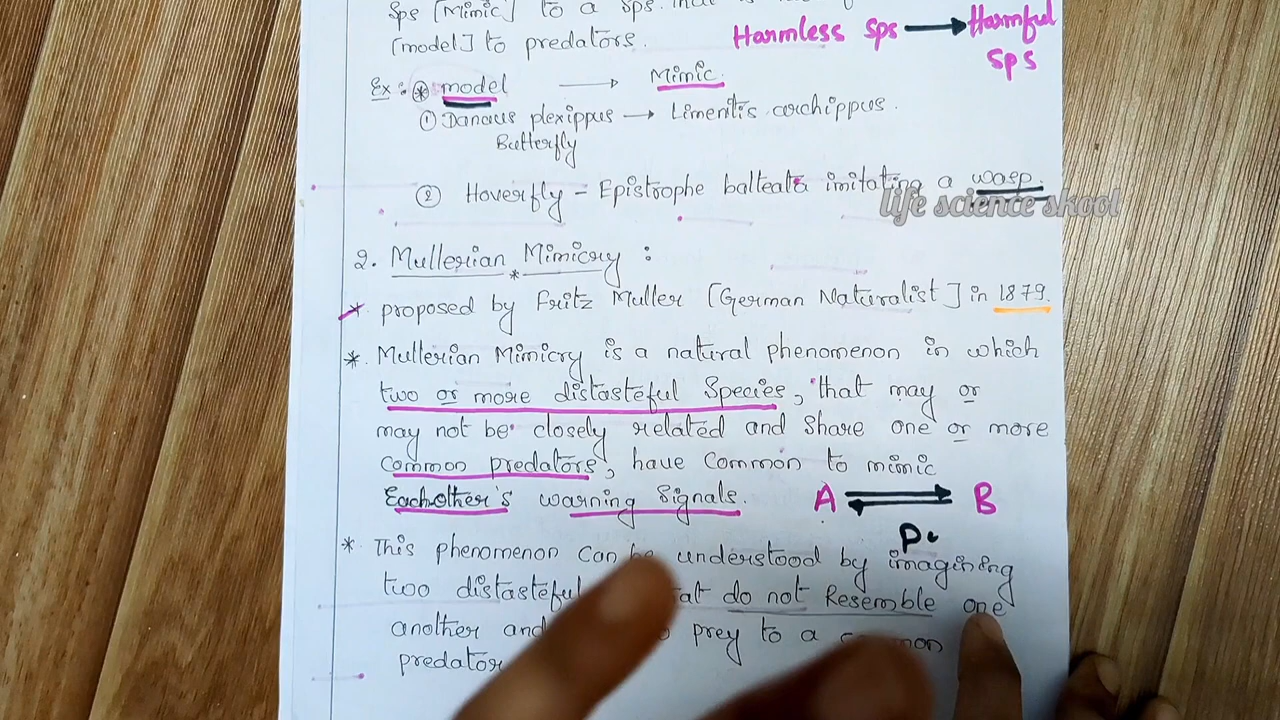 Sps [Mimic] to a sps. that is
[model] to predators.
Harmless sps → Harmful
sps
Ex: * model → Mimic.
① Danaus plexippus → Limenitis archippus.
Butterfly
② Hoverfly - Epistrophe balteata imitating a wasp.
life science skool
2. Mullerian Mimicry :
*
* proposed by Fritz Muller [German Naturalist] in 1879.
* Mullerian Mimicry is a natural phenomenon in which
two or more distasteful Species, that may or
may not be closely related and Share one or more
common predators, have Common to mimic
Eachother's warning Signals.
A ⇌ B
P
* This phenomenon can be understood by imagining
two distasteful do not Resemble one
another and prey to a
predator